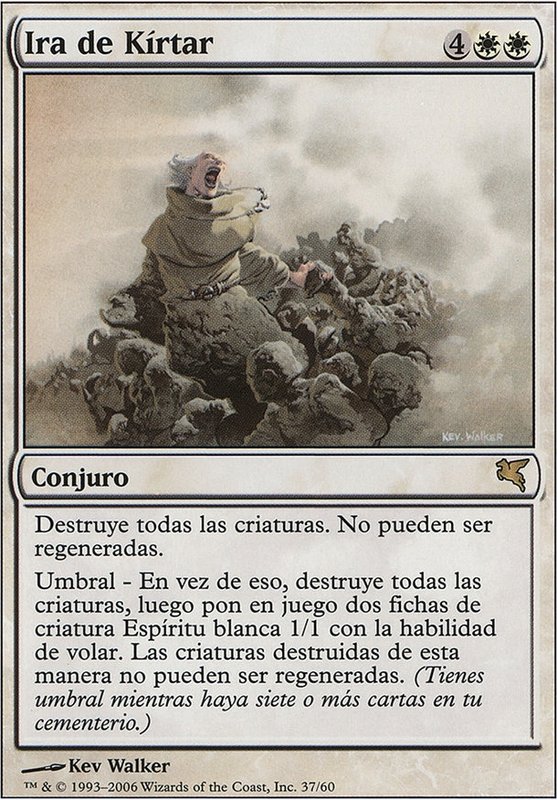 Ira de Kírtar
4
KEV. WALKER
Conjuro
Destruye todas las criaturas. No pueden ser
regeneradas.
Umbral - En vez de eso, destruye todas las
criaturas, luego pon en juego dos fichas de
criatura Espíritu blanca 1/1 con la habilidad
de volar. Las criaturas destruidas de esta
manera no pueden ser regeneradas. (Tienes
umbral mientras haya siete o más cartas en tu
cementerio.)
Kev Walker
™ & © 1993–2006 Wizards of the Coast, Inc. 37/60